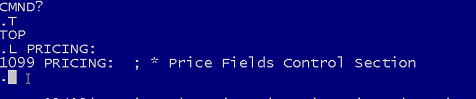 CMND?
.T
TOP
.L PRICING:
1099 PRICING:  ; * Price Fields Control Section
.